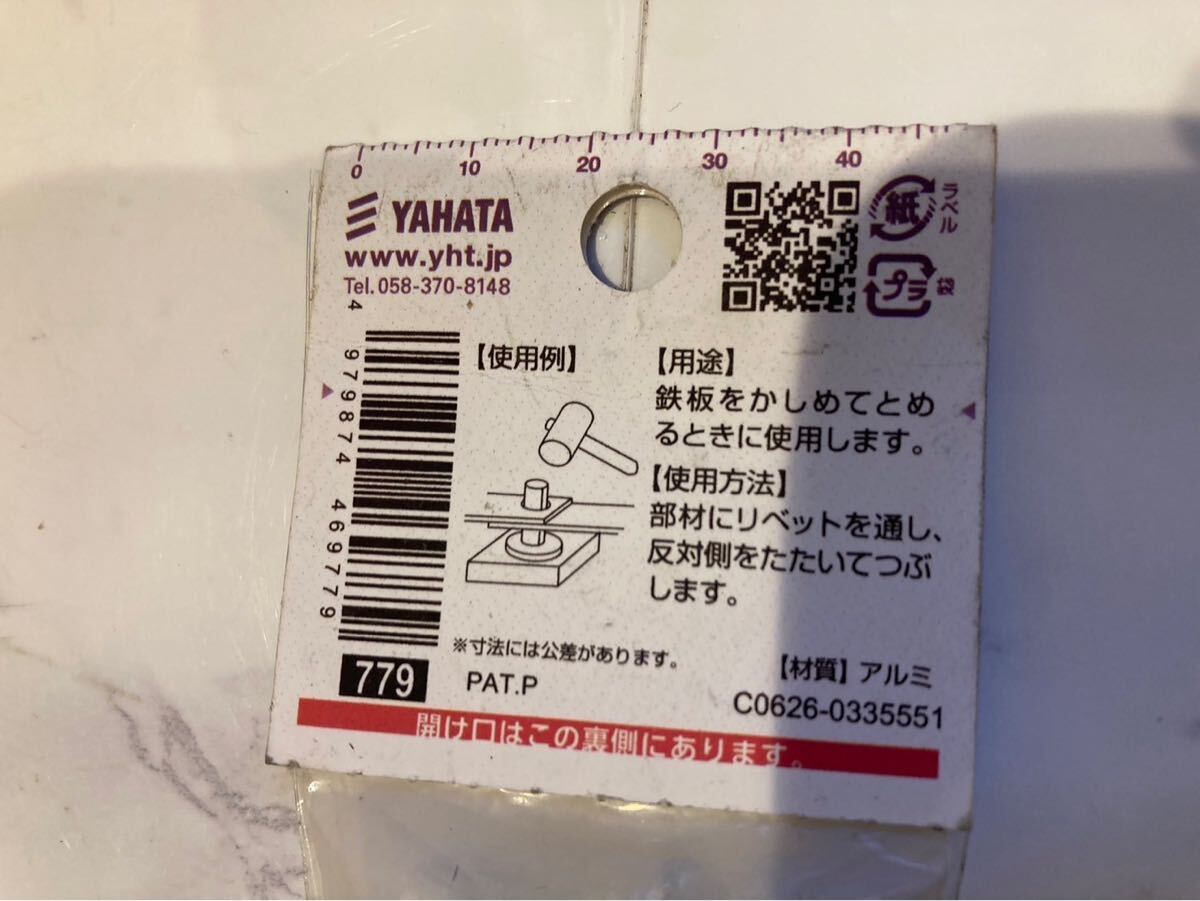 0 10 20 30 40
YAHATA
www.yht.jp
Tel.058-370-8148
紙
ラベル
プラ
袋
4 979874 469779
【使用例】
【用途】
鉄板をかしめてとめ
るときに使用します。
【使用方法】
部材にリベットを通し、
反対側をたたいてつぶ
します。
※寸法には公差があります。
779
PAT.P
【材質】アルミ
C0626-0335551
開け口はこの裏側にあります。